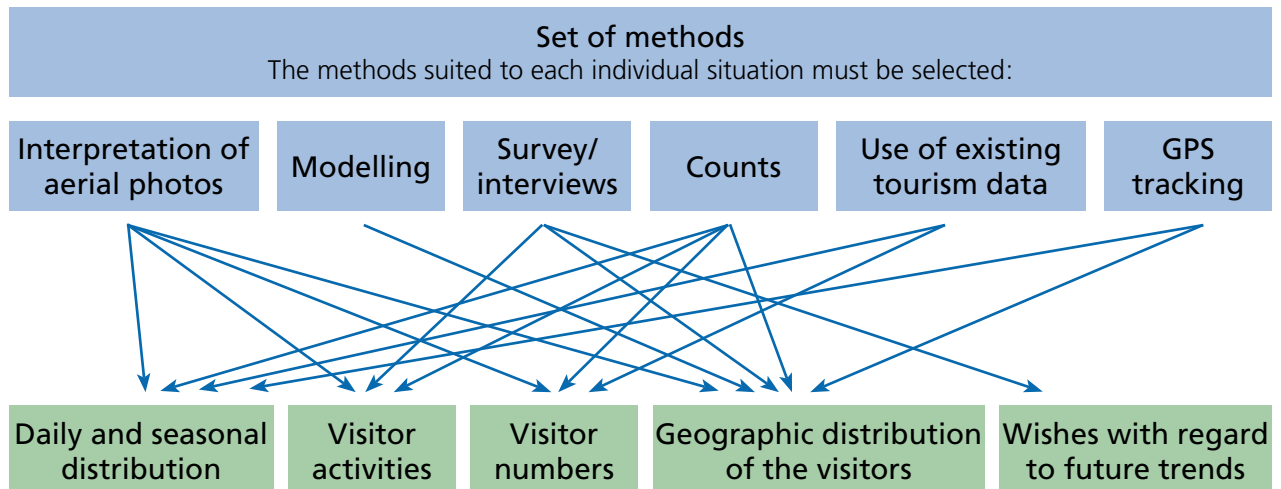 Set of methods
The methods suited to each individual situation must be selected:
Interpretation of
aerial photos
Modelling
Survey/
interviews
Counts
Use of existing
tourism data
GPS
tracking
Daily and seasonal
distribution
Visitor
activities
Visitor
numbers
Geographic distribution
of the visitors
Wishes with regard
to future trends